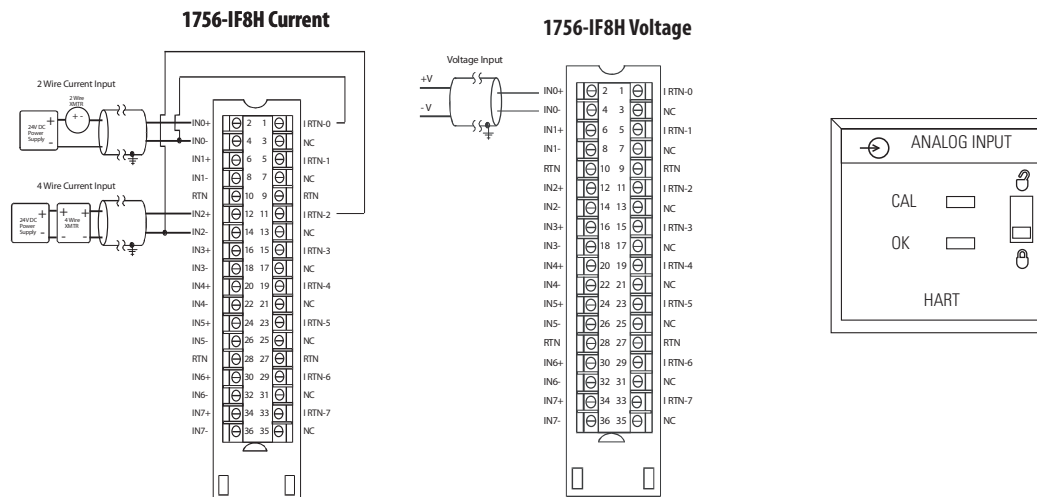 1756-IF8H Current
2 Wire Current Input
2 Wire
XMTR
+ -
24V DC
Power
Supply
+
-
4 Wire Current Input
24V DC
Power
Supply
+
-
+ +
4 Wire
XMTR
- -
IN0+ 2 1 I RTN-0
IN0- 4 3 NC
IN1+ 6 5 I RTN-1
IN1- 8 7 NC
RTN 10 9 RTN
IN2+ 12 11 I RTN-2
IN2- 14 13 NC
IN3+ 16 15 I RTN-3
IN3- 18 17 NC
IN4+ 20 19 I RTN-4
IN4- 22 21 NC
IN5+ 24 23 I RTN-5
IN5- 26 25 NC
RTN 28 27 RTN
IN6+ 30 29 I RTN-6
IN6- 32 31 NC
IN7+ 34 33 I RTN-7
IN7- 36 35 NC
1756-IF8H Voltage
Voltage Input
+V
- V
IN0+ 2 1 I RTN-0
IN0- 4 3 NC
IN1+ 6 5 I RTN-1
IN1- 8 7 NC
RTN 10 9 RTN
IN2+ 12 11 I RTN-2
IN2- 14 13 NC
IN3+ 16 15 I RTN-3
IN3- 18 17 NC
IN4+ 20 19 I RTN-4
IN4- 22 21 NC
IN5+ 24 23 I RTN-5
IN5- 26 25 NC
RTN 28 27 RTN
IN6+ 30 29 I RTN-6
IN6- 32 31 NC
IN7+ 34 33 I RTN-7
IN7- 36 35 NC
ANALOG INPUT
CAL
OK
HART